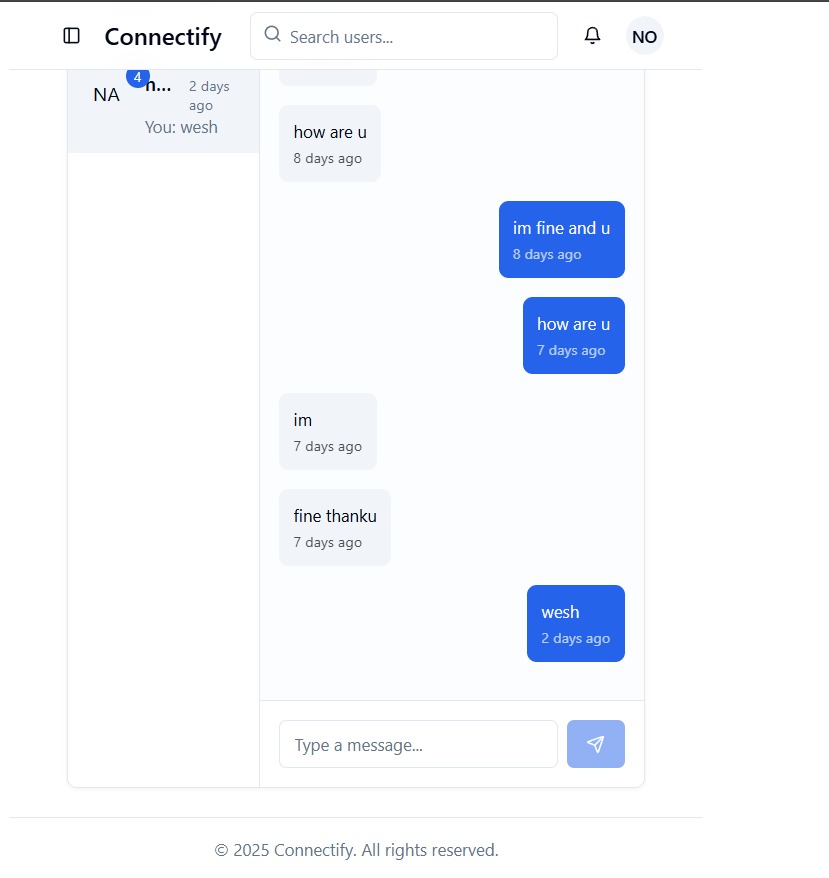 Connectify
Search users...
NO
4
NA
n...
2 days
ago
You: wesh
how are u
8 days ago
im fine and u
8 days ago
how are u
7 days ago
im
7 days ago
fine thanku
7 days ago
wesh
2 days ago
Type a message...
© 2025 Connectify. All rights reserved.